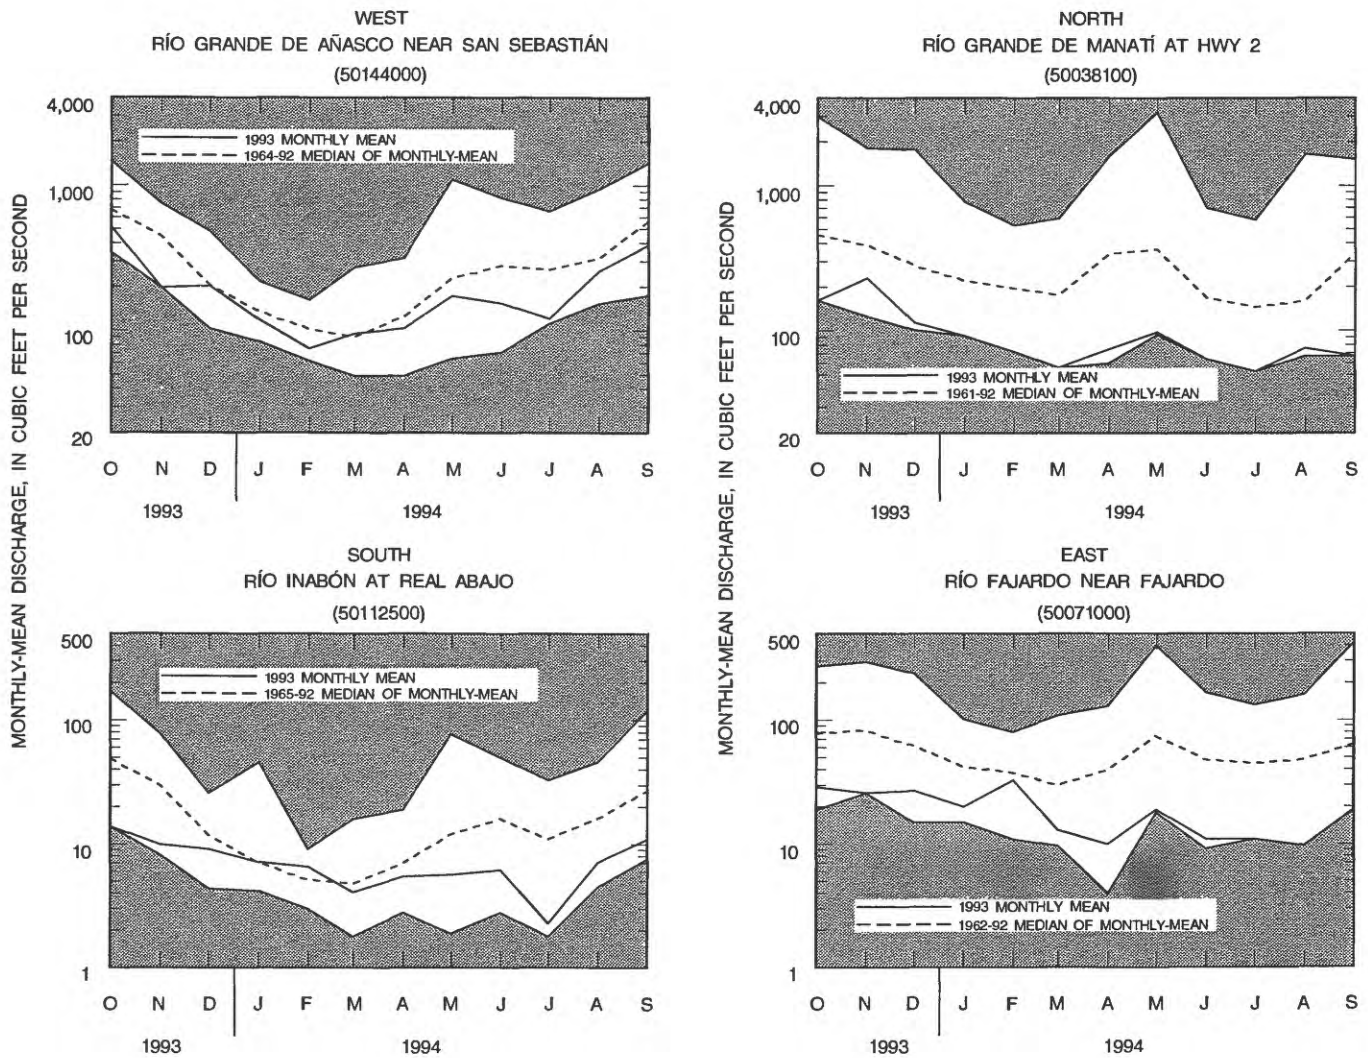 WEST
RÍO GRANDE DE AÑASCO NEAR SAN SEBASTIÁN
(50144000)
MONTHLY-MEAN DISCHARGE, IN CUBIC FEET PER SECOND
4,000
1,000
100
20
1993 MONTHLY MEAN
1964-92 MEDIAN OF MONTHLY-MEAN
O N D J F M A M J J A S
1993 1994
NORTH
RÍO GRANDE DE MANATÍ AT HWY 2
(50038100)
MONTHLY-MEAN DISCHARGE, IN CUBIC FEET PER SECOND
4,000
1,000
100
20
1993 MONTHLY MEAN
1961-92 MEDIAN OF MONTHLY-MEAN
O N D J F M A M J J A S
1993 1994
SOUTH
RÍO INABÓN AT REAL ABAJO
(50112500)
500
100
10
1
1993 MONTHLY MEAN
1965-92 MEDIAN OF MONTHLY-MEAN
O N D J F M A M J J A S
1993 1994
EAST
RÍO FAJARDO NEAR FAJARDO
(50071000)
500
100
10
1
1993 MONTHLY MEAN
1962-92 MEDIAN OF MONTHLY-MEAN
O N D J F M A M J J A S
1993 1994